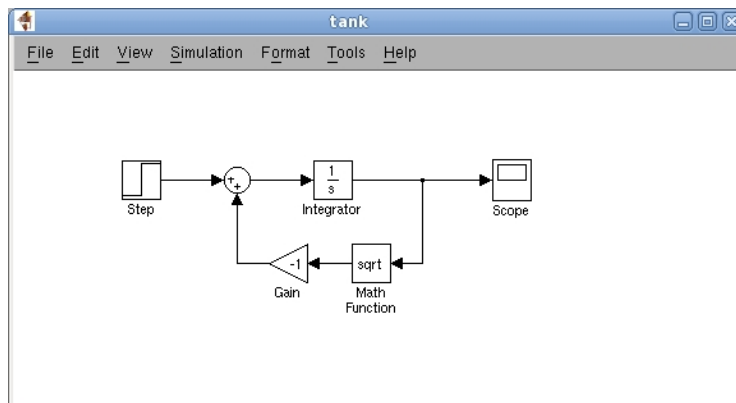 tank
File Edit View Simulation Format Tools Help
Step
+
+
1
s
Integrator
Scope
-1
Gain
sqrt
Math
Function